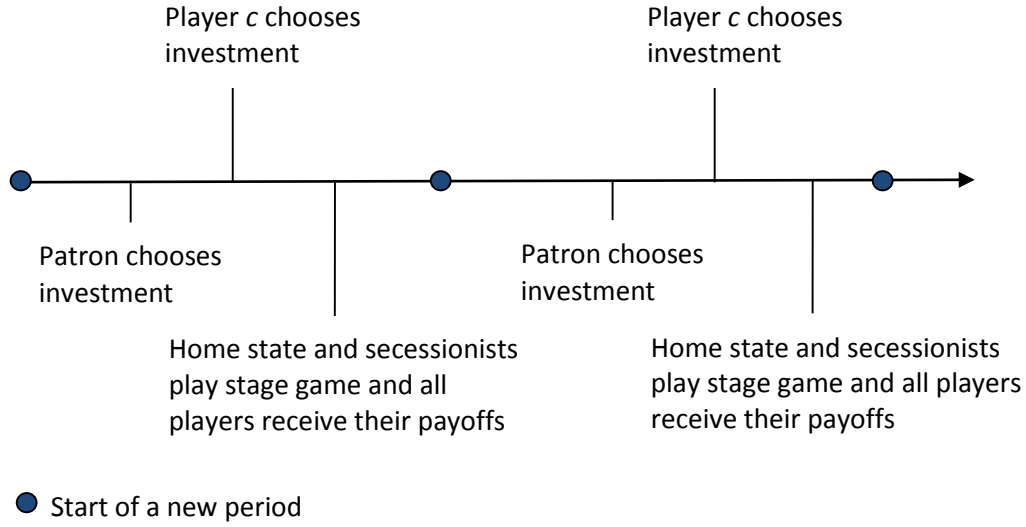 Player c chooses
investment
Player c chooses
investment
Patron chooses
investment
Patron chooses
investment
Home state and secessionists
play stage game and all
players receive their payoffs
Home state and secessionists
play stage game and all players
receive their payoffs
Start of a new period